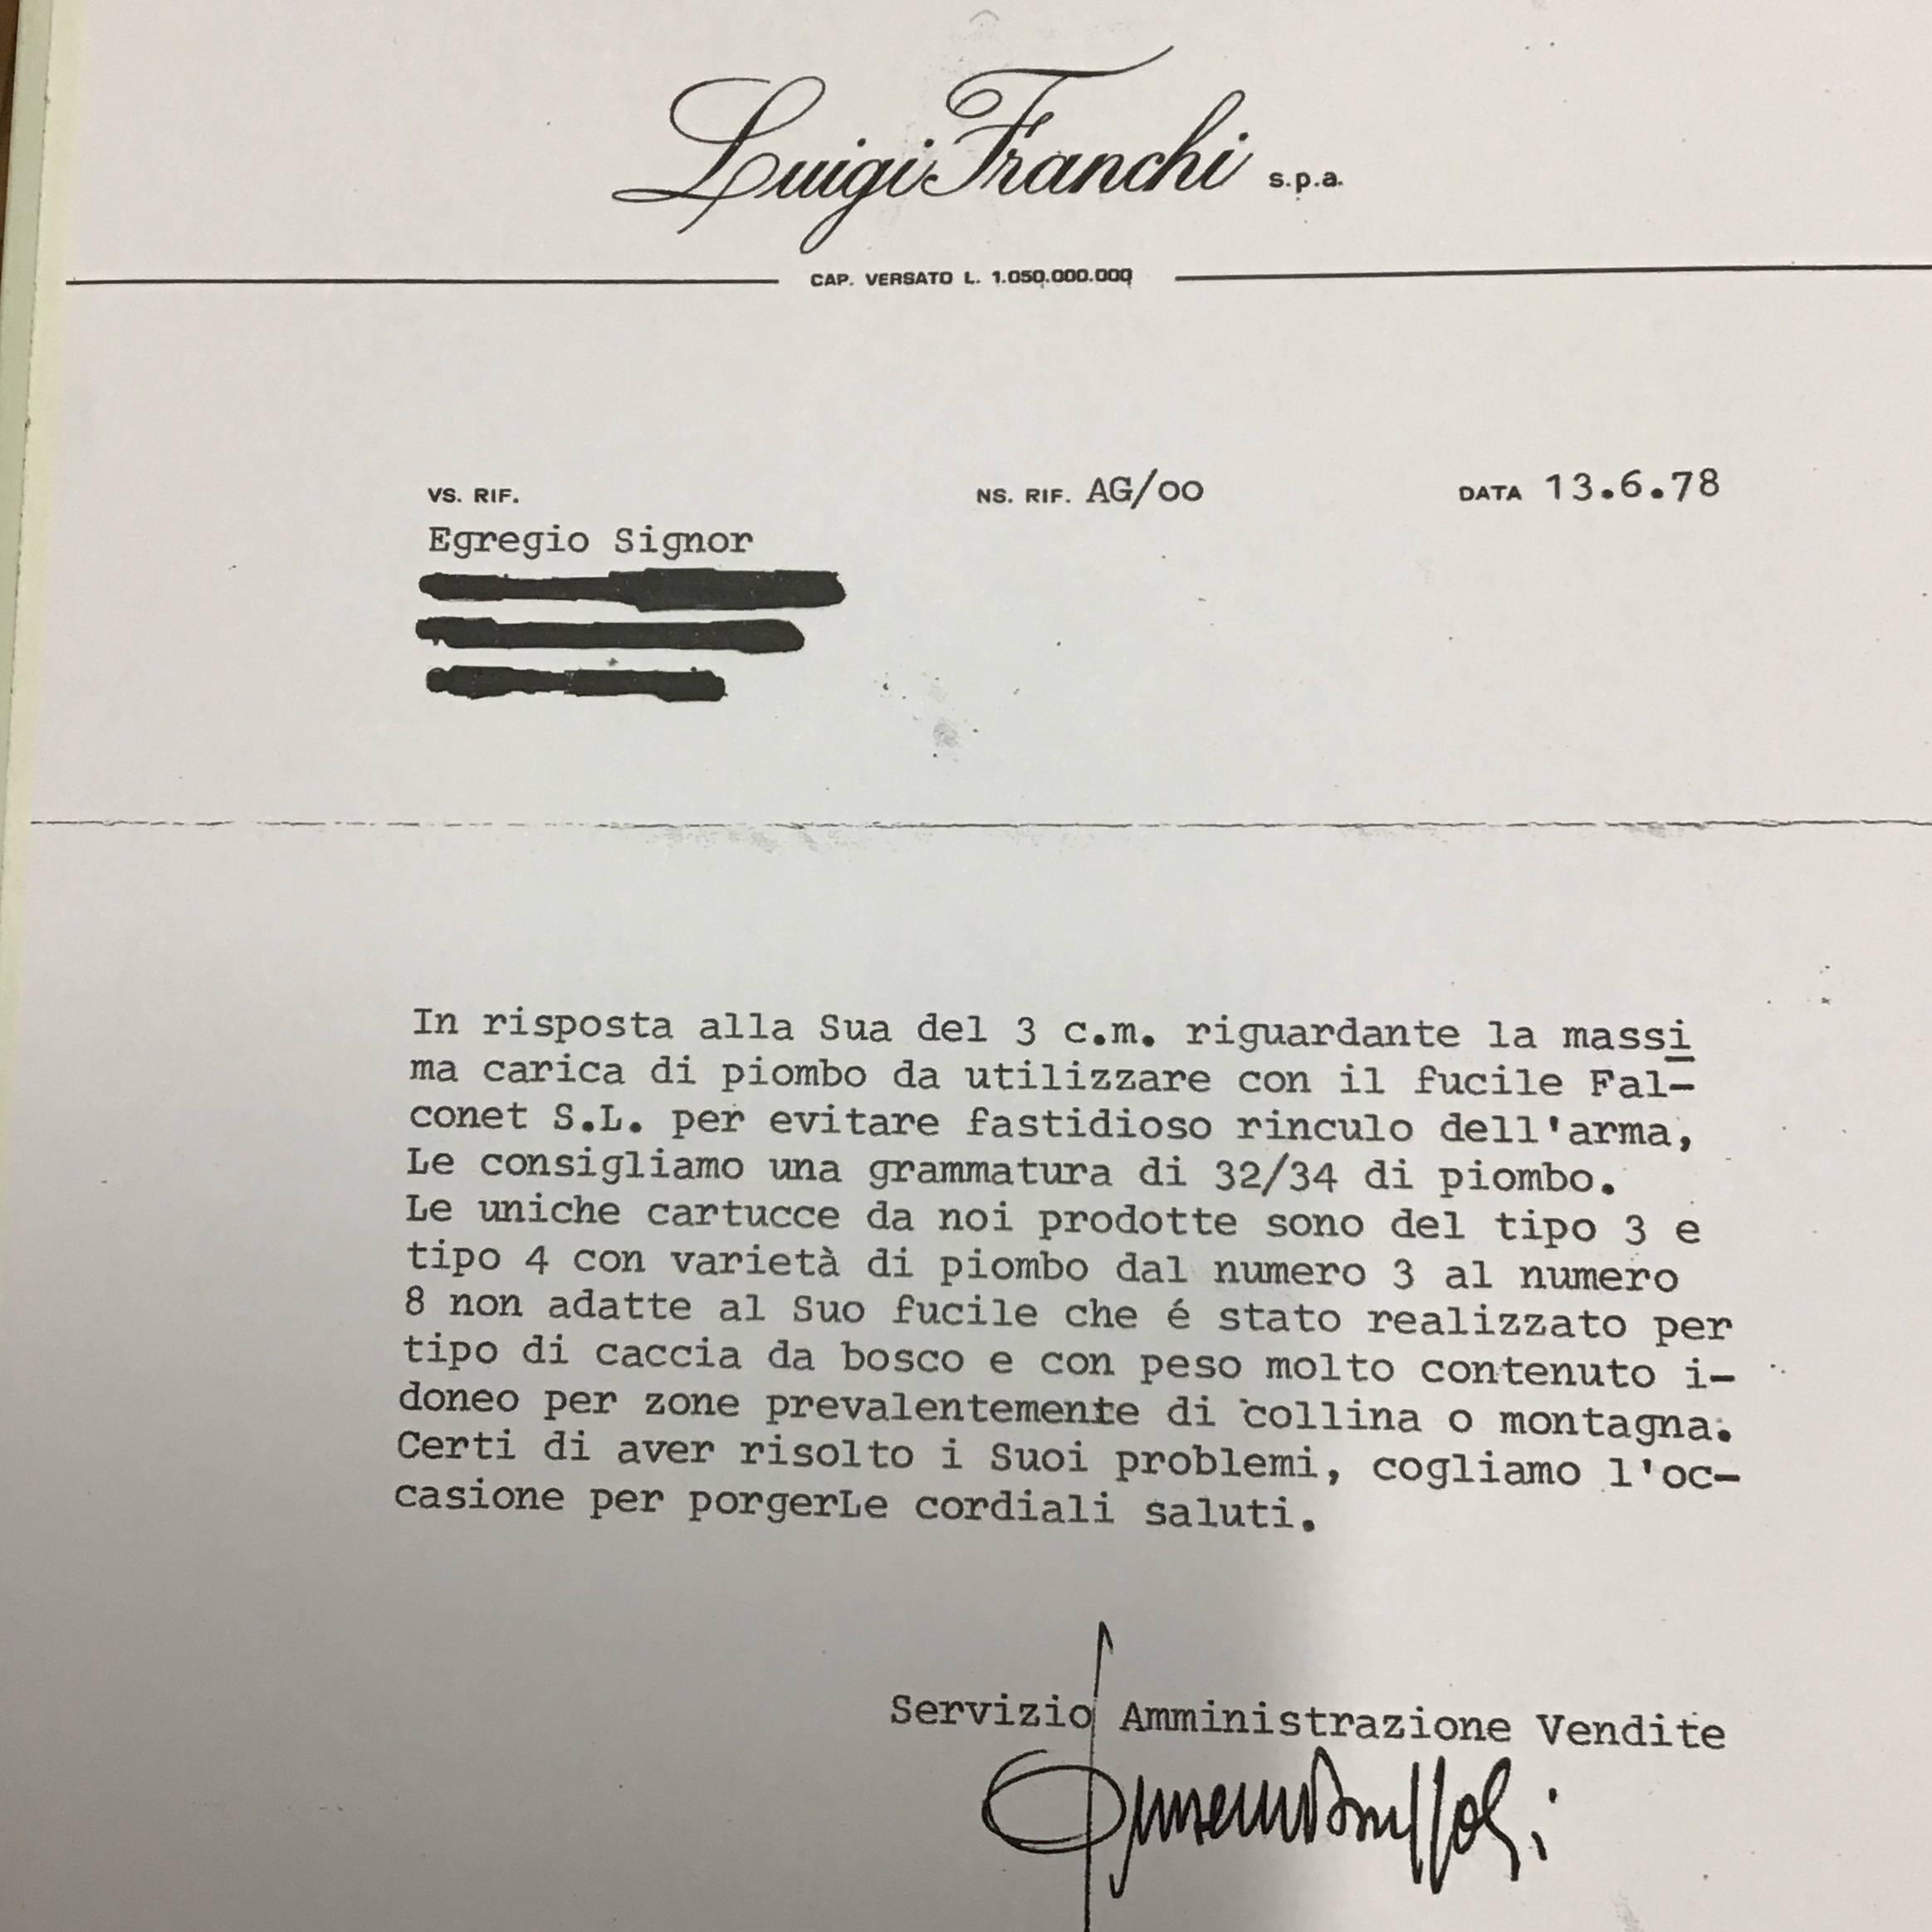 Luigi Franchi s.p.a.
CAP. VERSATO L. 1.050.000.000
VS. RIF. NS. RIF. AG/oo DATA 13.6.78
Egregio Signor
In risposta alla Sua del 3 c.m. riguardante la massi
ma carica di piombo da utilizzare con il fucile Fal-
conet S.L. per evitare fastidioso rinculo dell'arma,
Le consigliamo una grammatura di 32/34 di piombo.
Le uniche cartucce da noi prodotte sono del tipo 3 e
tipo 4 con varietà di piombo dal numero 3 al numero
8 non adatte al Suo fucile che é stato realizzato per
tipo di caccia da bosco e con peso molto contenuto i-
doneo per zone prevalentemente di collina o montagna.
Certi di aver risolto i Suoi problemi, cogliamo l'oc-
casione per porgerLe cordiali saluti.
Servizio Amministrazione Vendite